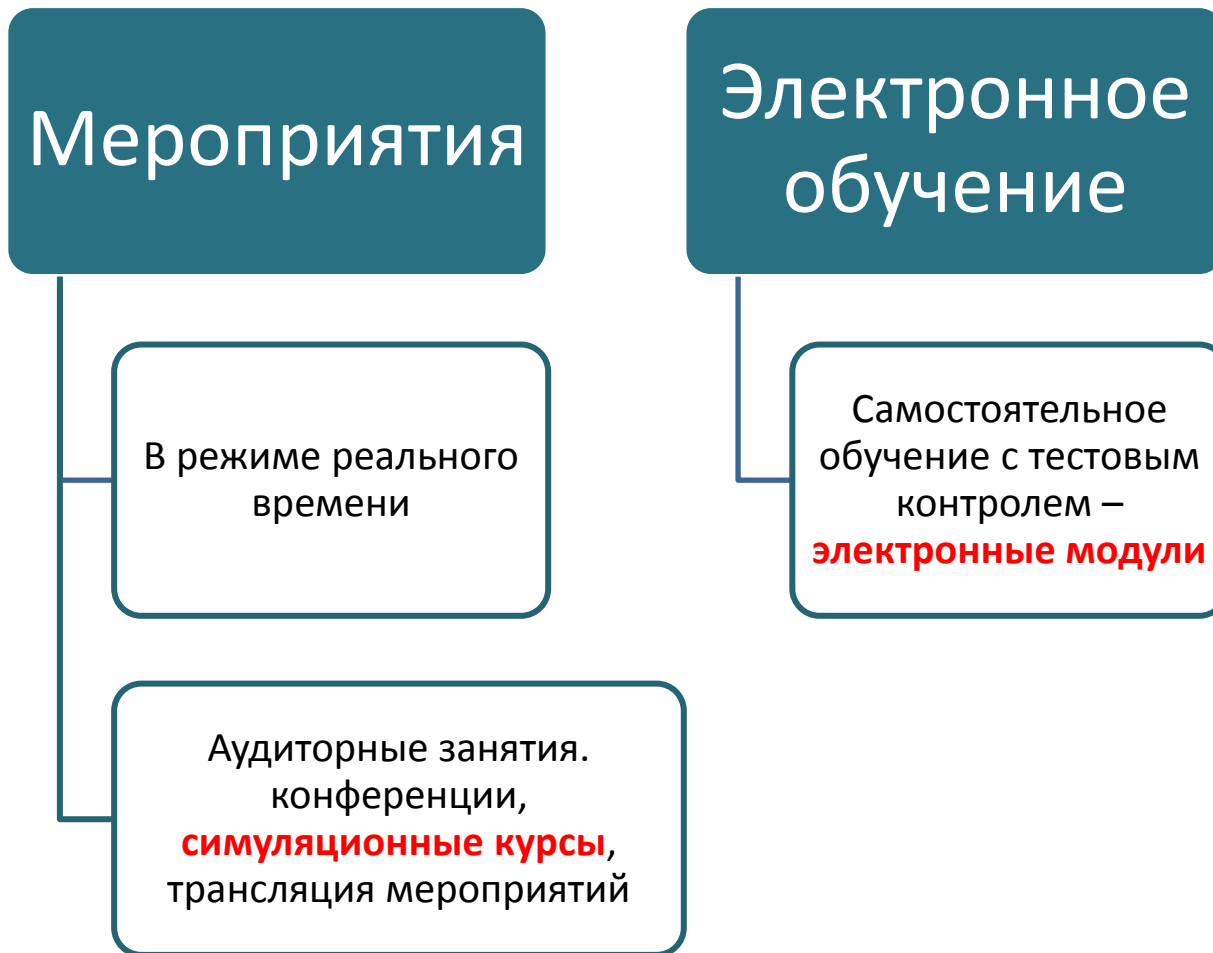 Мероприятия
В режиме реального
времени
Аудиторные занятия.
конференции,
симуляционные курсы,
трансляция мероприятий
Электронное
обучение
Самостоятельное
обучение с тестовым
контролем –
электронные модули